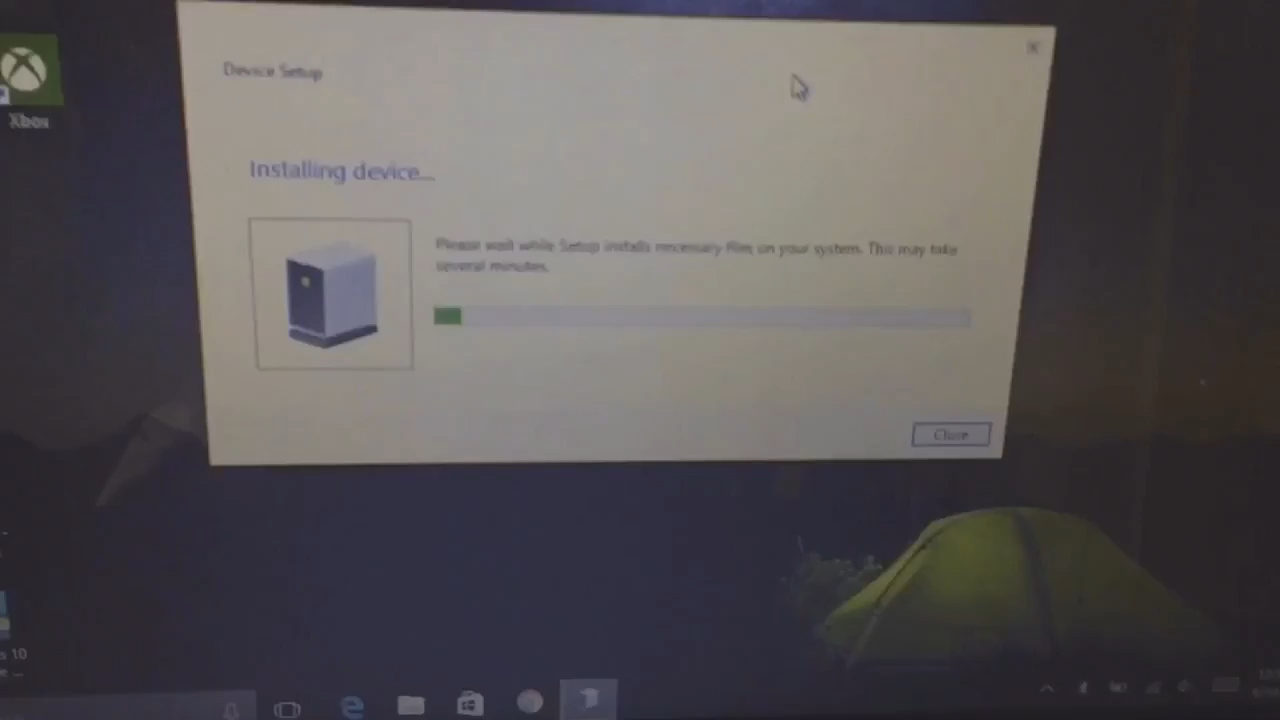 Device Setup
Xbox
Installing device...
Please wait while Setup installs necessary files on your system. This may take
several minutes.
Close
s 10